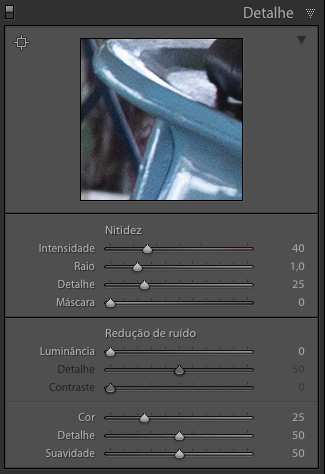 Detalhe
Nitidez
Intensidade 40
Raio 1,0
Detalhe 25
Máscara 0
Redução de ruído
Luminância 0
Detalhe 50
Contraste 0
Cor 25
Detalhe 50
Suavidade 50